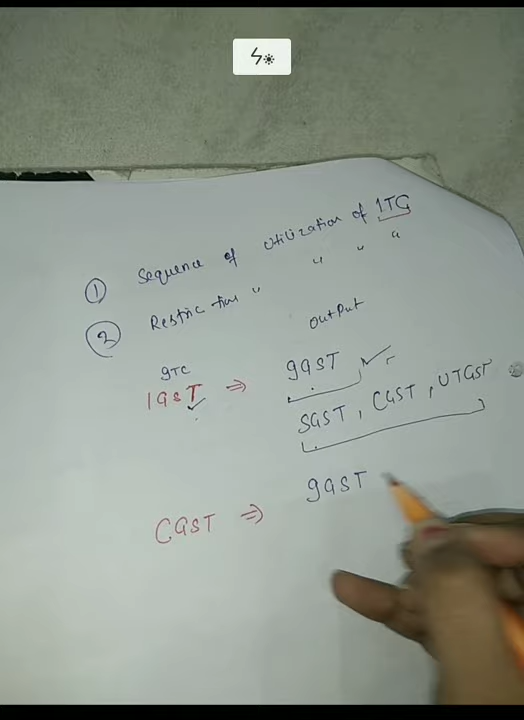 ① Sequence of Utilization of ITC
② Restriction " " " "
OutPut
ITC
IGST ⇒ IGST ✓
SGST, CGST, UTGST
CGST ⇒ IGST